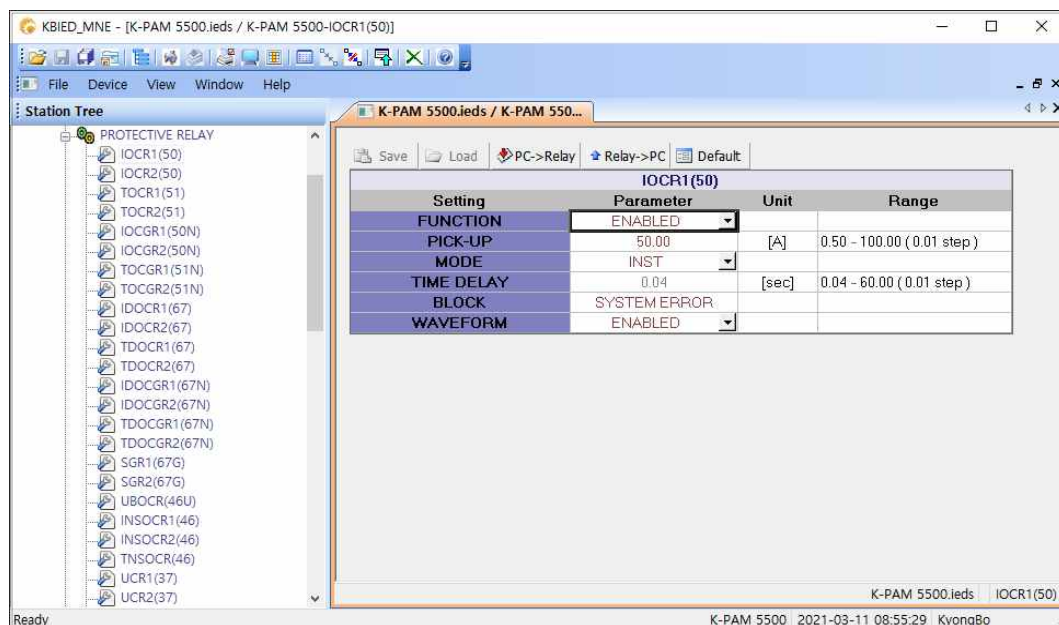 KBIED_MNE - [K-PAM 5500.ieds / K-PAM 5500-IOCR1(50)]
File Device View Window Help
Station Tree
K-PAM 5500.ieds / K-PAM 550...
PROTECTIVE RELAY
IOCR1(50)
IOCR2(50)
TOCR1(51)
TOCR2(51)
IOCGR1(50N)
IOCGR2(50N)
TOCGR1(51N)
TOCGR2(51N)
IDOCR1(67)
IDOCR2(67)
TDOCR1(67)
TDOCR2(67)
IDOCGR1(67N)
IDOCGR2(67N)
TDOCGR1(67N)
TDOCGR2(67N)
SGR1(67G)
SGR2(67G)
UBOCR(46U)
INSOCR1(46)
INSOCR2(46)
TNSOCR(46)
UCR1(37)
UCR2(37)
Save Load PC->Relay Relay->PC Default
IOCR1(50)
Setting Parameter Unit Range
FUNCTION ENABLED
PICK-UP 50.00 [A] 0.50 - 100.00 ( 0.01 step )
MODE INST
TIME DELAY 0.04 [sec] 0.04 - 60.00 ( 0.01 step )
BLOCK SYSTEM ERROR
WAVEFORM ENABLED
K-PAM 5500.ieds IOCR1(50)
Ready K-PAM 5500 2021-03-11 08:55:29 KyongBo